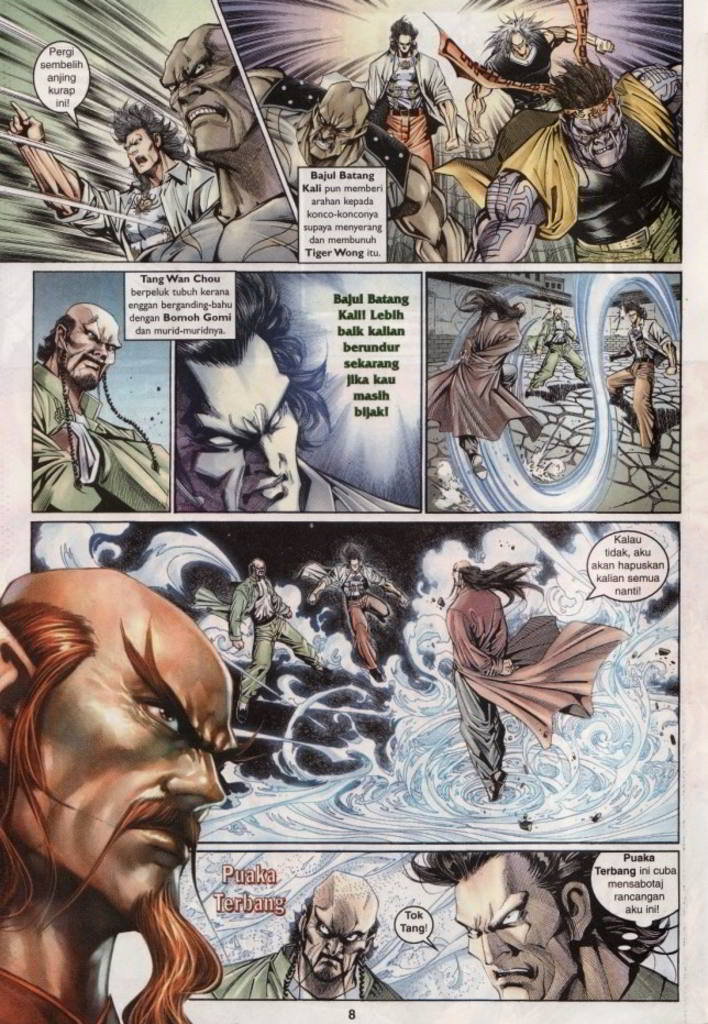 Pergi
sembelih
anjing
kurap
ini!
Bajul Batang
Kali pun memberi
arahan kepada
konco-konconya
supaya menyerang
dan membunuh
Tiger Wong itu.
Tang Wan Chou
berpeluk tubuh kerana
enggan berganding-bahu
dengan Bomoh Gomi
dan murid-muridnya.
Bajul Batang
Kali! Lebih
baik kalian
berundur
sekarang
jika kau
masih
bijak!
Kalau
tidak, aku
akan hapuskan
kalian semua
nanti!
Puaka
Terbang
Tok
Tang!
Puaka
Terbang ini cuba
mensabotaj
rancangan
aku ini!
8